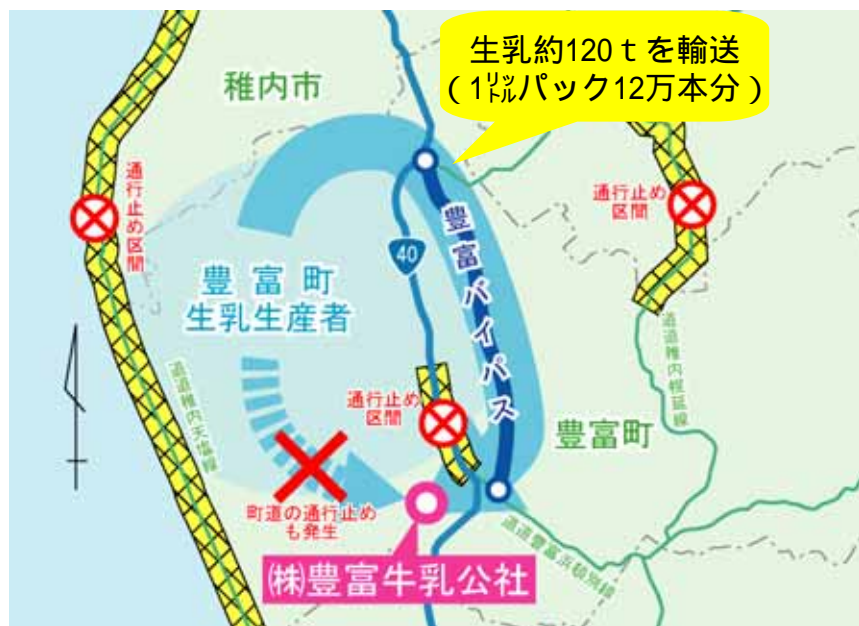 生乳約120ｔを輸送
（1㍑パック12万本分）
稚内市
通行止め
区間
通行止め
区間
豊富バイパス
40
豊富町
生乳生産者
道道稚内天塩線
道道稚内幌延線
通行止め
区間
豊富町
町道の通行止め
も発生
道道豊富浜頓別線
㈱豊富牛乳公社